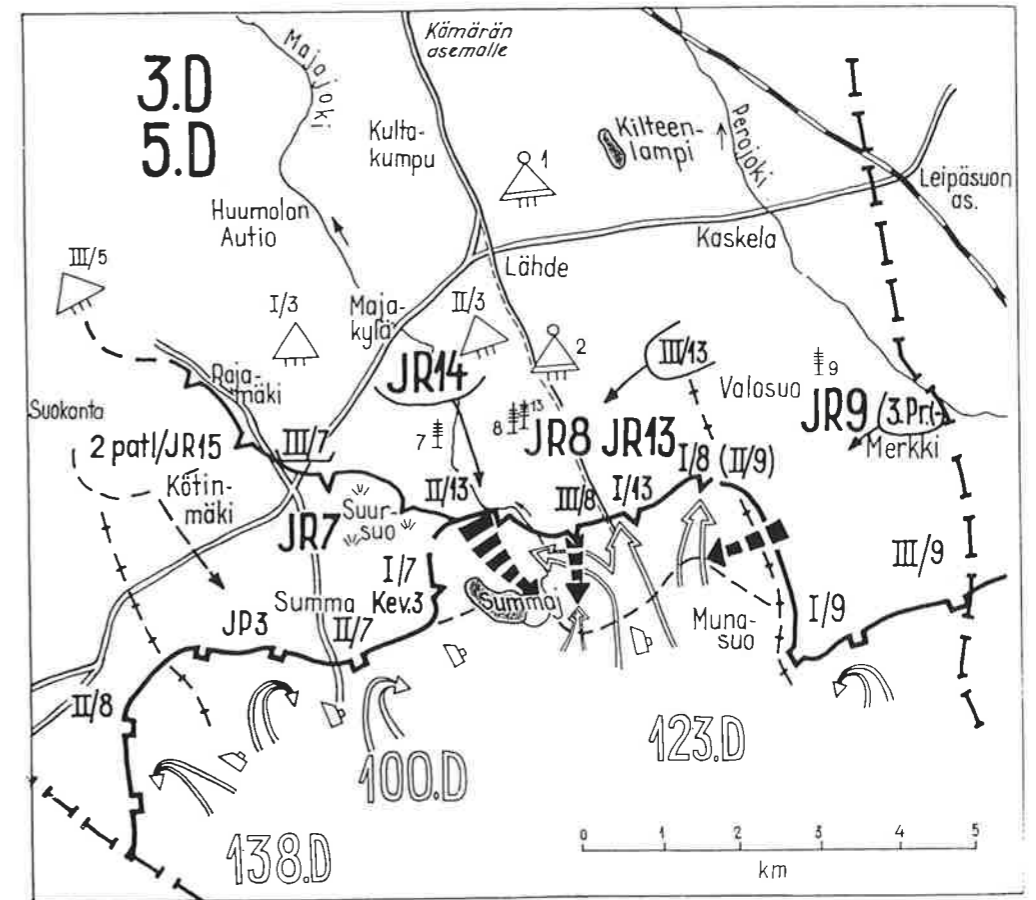 Kämärän
asemalle
Majajoki
3.D
5.D
Kulta-
kumpu
Kilteen-
lampi
Perojoki
1
Leipäsuon
as.
Huumolan
Autio
Kaskela
Lähde
III/5
I/3
Maja-
kylä
II/3
2
III/13
JR14
Raja-
mäki
Valosuo
9
JR9
3.Pr.(-)
Merkki
Suokanta
2 patl/JR15
III/7
7
8
13
JR8
JR13
I/8 (II/9)
Kötin-
mäki
II/13
III/8
I/13
Suur-
suo
JR7
III/9
I/7
Kev.3
Summa
Summa
JP3
II/7
Muna-
suo
I/9
II/8
123.D
100.D
138.D
0 1 2 3 4 5
km